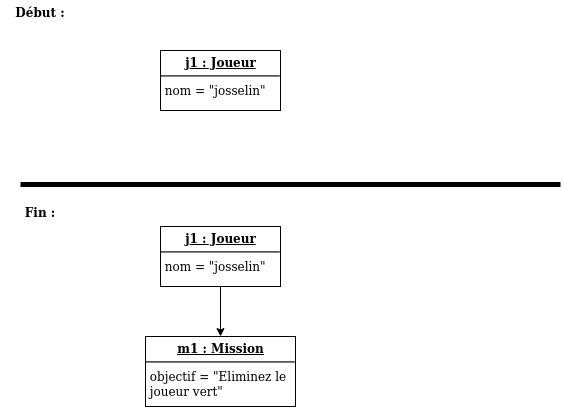 Début :
j1 : Joueur
nom = "josselin"
Fin :
j1 : Joueur
nom = "josselin"
m1 : Mission
objectif = "Eliminez le
joueur vert"